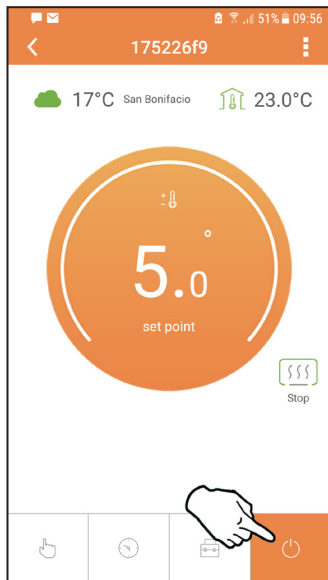 51% 09:56
175226f9
17°C San Bonifacio 23.0°C
5.0°
set point
Stop